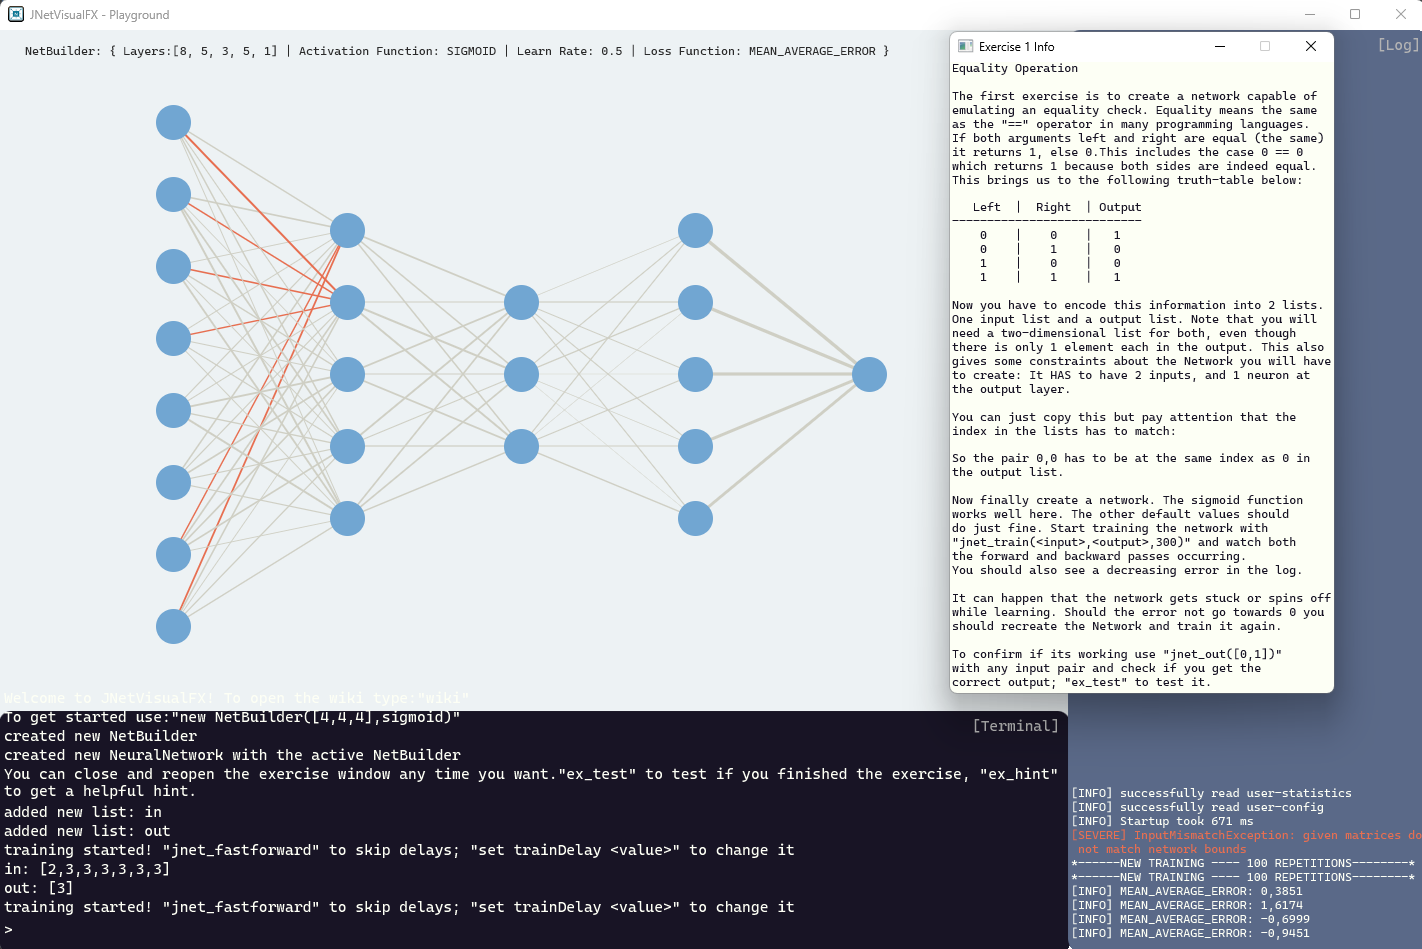 JNetVisualFX - Playground
NetBuilder: { Layers:[8, 5, 3, 5, 1] | Activation Function: SIGMOID | Learn Rate: 0.5 | Loss Function: MEAN_AVERAGE_ERROR }
Exercise 1 Info
Equality Operation
The first exercise is to create a network capable of
emulating an equality check. Equality means the same
as the "==" operator in many programming languages.
If both arguments left and right are equal (the same)
it returns 1, else 0.This includes the case 0 == 0
which returns 1 because both sides are indeed equal.
This brings us to the following truth-table below:
Left | Right | Output
---------------------------
0 | 0 | 1
0 | 1 | 0
1 | 0 | 0
1 | 1 | 1
Now you have to encode this information into 2 lists.
One input list and a output list. Note that you will
need a two-dimensional list for both, even though
there is only 1 element each in the output. This also
gives some constraints about the Network you will have
to create: It HAS to have 2 inputs, and 1 neuron at
the output layer.
You can just copy this but pay attention that the
index in the lists has to match:
So the pair 0,0 has to be at the same index as 0 in
the output list.
Now finally create a network. The sigmoid function
works well here. The other default values should
do just fine. Start training the network with
"jnet_train(<input>,<output>,300)" and watch both
the forward and backward passes occurring.
You should also see a decreasing error in the log.
It can happen that the network gets stuck or spins off
while learning. Should the error not go towards 0 you
should recreate the Network and train it again.
To confirm if its working use "jnet_out([0,1])"
with any input pair and check if you get the
correct output; "ex_test" to test it.
[Log]
Welcome to JNetVisualFX! To open the wiki type:"wiki"
To get started use:"new NetBuilder([4,4,4],sigmoid)"
[Terminal]
created new NetBuilder
created new NeuralNetwork with the active NetBuilder
You can close and reopen the exercise window any time you want."ex_test" to test if you finished the exercise, "ex_hint"
to get a helpful hint.
added new list: in
added new list: out
training started! "jnet_fastforward" to skip delays; "set trainDelay <value>" to change it
in: [2,3,3,3,3,3,3]
out: [3]
training started! "jnet_fastforward" to skip delays; "set trainDelay <value>" to change it
>
[INFO] successfully read user-statistics
[INFO] successfully read user-config
[INFO] Startup took 671 ms
[SEVERE] InputMismatchException: given matrices do
not match network bounds
*------NEW TRAINING ---- 100 REPETITIONS--------*
*------NEW TRAINING ---- 100 REPETITIONS--------*
[INFO] MEAN_AVERAGE_ERROR: 0,3851
[INFO] MEAN_AVERAGE_ERROR: 1,6174
[INFO] MEAN_AVERAGE_ERROR: -0,6999
[INFO] MEAN_AVERAGE_ERROR: -0,9451